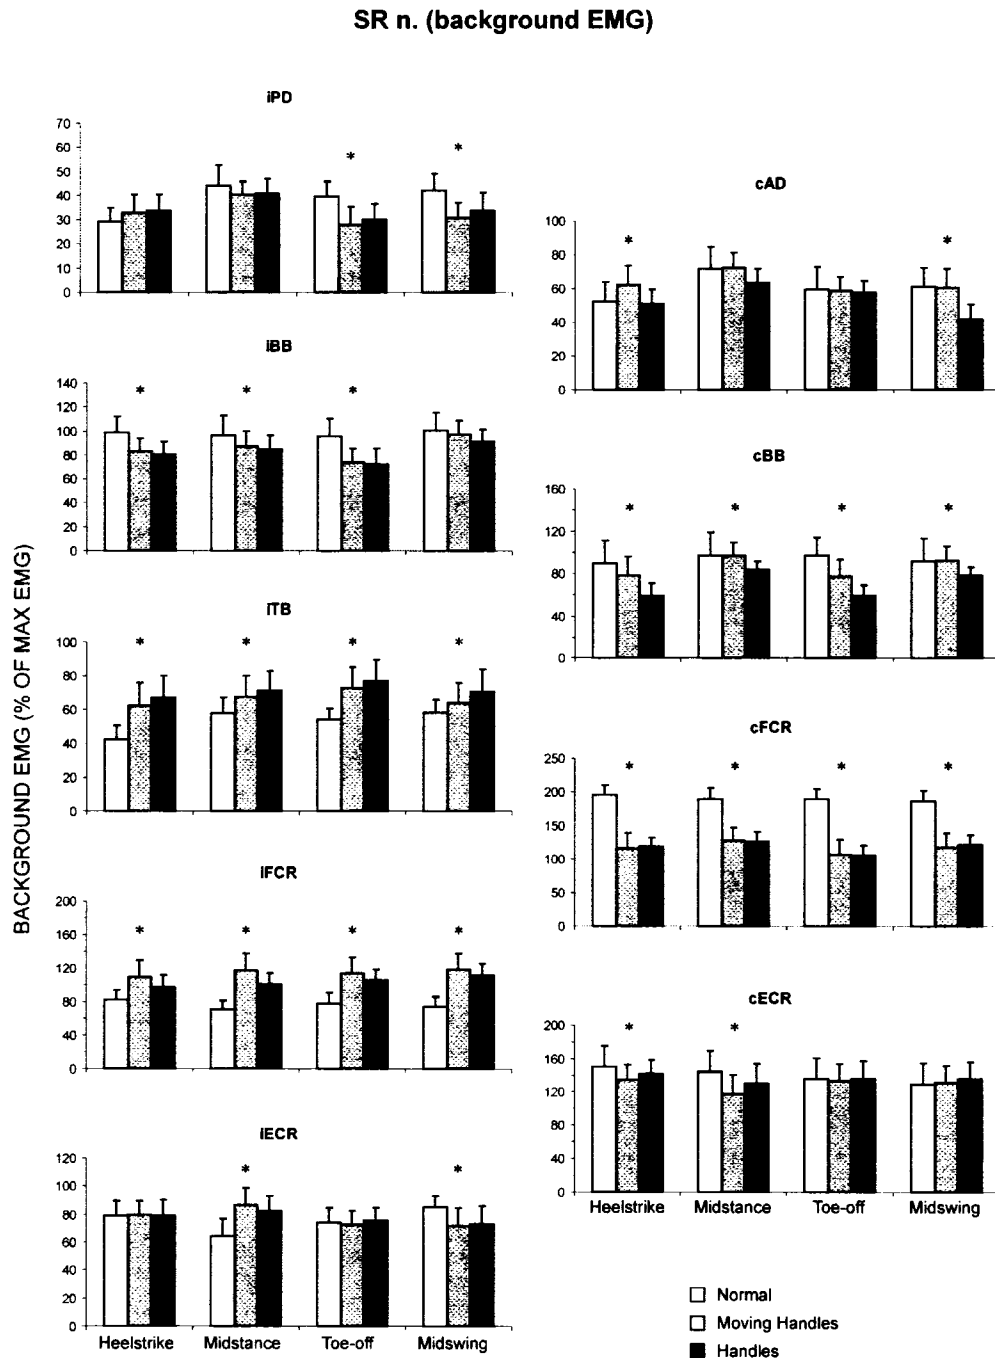 SR n. (background EMG)
BACKGROUND EMG (% OF MAX EMG)
iPD
70
60
50
40
30
20
10
0
* *
iBB
140
120
100
80
60
40
20
0
* * *
iTB
100
80
60
40
20
0
* * * *
iFCR
200
160
120
80
40
0
* * * *
iECR
120
100
80
60
40
20
0
* *
Heelstrike Midstance Toe-off Midswing
cAD
100
80
60
40
20
0
* *
cBB
160
120
80
40
0
* * * *
cFCR
250
200
150
100
50
0
* * * *
cECR
200
160
120
80
40
0
* *
Heelstrike Midstance Toe-off Midswing
Normal
Moving Handles
Handles